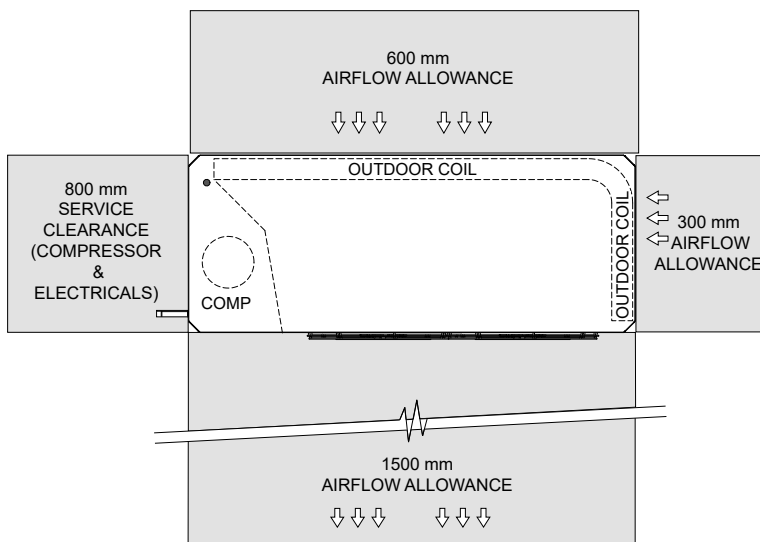 600 mm
AIRFLOW ALLOWANCE
OUTDOOR COIL
800 mm
SERVICE
CLEARANCE
(COMPRESSOR
&
ELECTRICALS)
COMP
OUTDOOR COIL
300 mm
AIRFLOW
ALLOWANCE
1500 mm
AIRFLOW ALLOWANCE